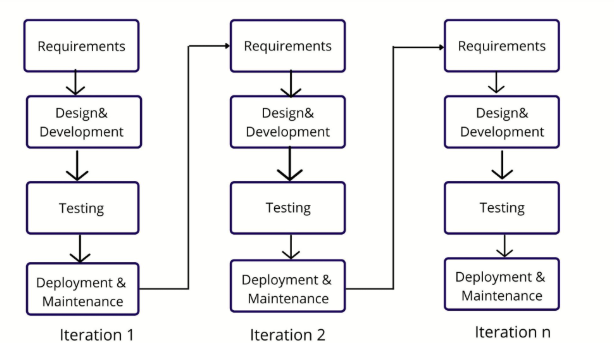 Requirements
Design&
Development
Testing
Deployment &
Maintenance
Iteration 1
Requirements
Design&
Development
Testing
Deployment &
Maintenance
Iteration 2
Requirements
Design&
Development
Testing
Deployment &
Maintenance
Iteration n